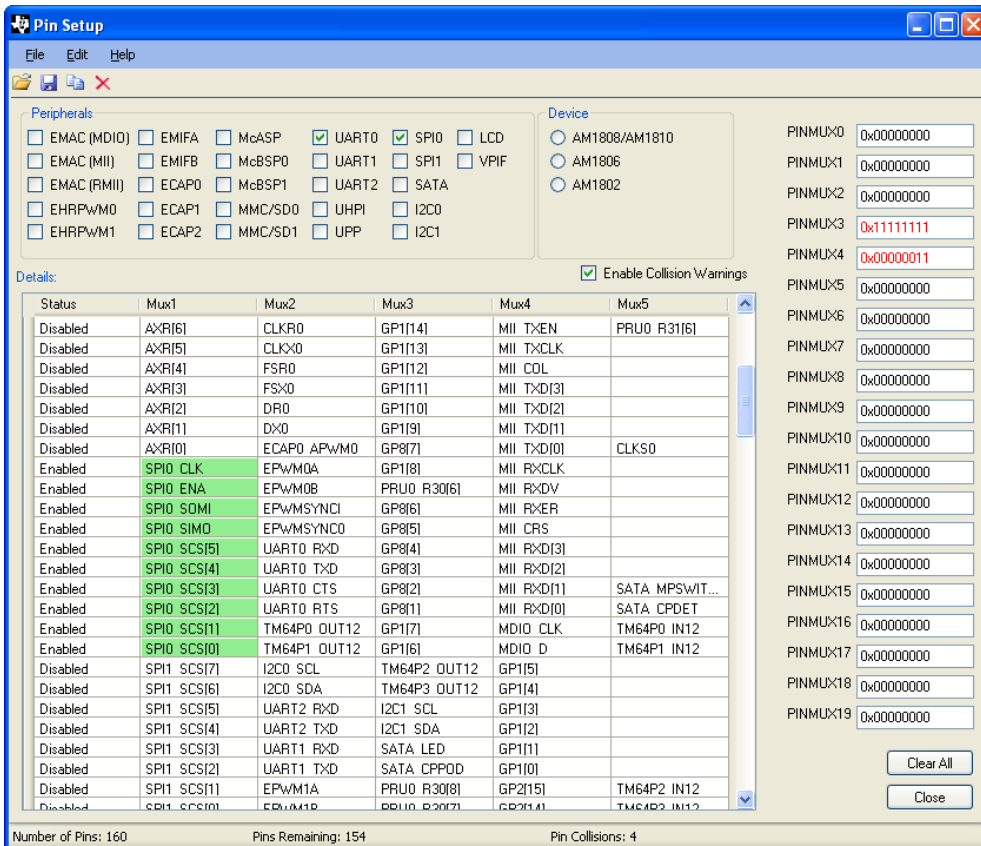 Pin Setup
File Edit Help
Peripherals
EMAC (MDIO) EMIFA McASP UART0 SPI0 LCD
EMAC (MII) EMIFB McBSP0 UART1 SPI1 VPIF
EMAC (RMII) ECAP0 McBSP1 UART2 SATA
EHRPWM0 ECAP1 MMC/SD0 UHPI I2C0
EHRPWM1 ECAP2 MMC/SD1 UPP I2C1
Device
AM1808/AM1810
AM1806
AM1802
Enable Collision Warnings
Details:
Status Mux1 Mux2 Mux3 Mux4 Mux5
Disabled AXR[6] CLKR0 GP1[14] MII TXEN PRU0 R31[6]
Disabled AXR[5] CLKX0 GP1[13] MII TXCLK
Disabled AXR[4] FSR0 GP1[12] MII COL
Disabled AXR[3] FSX0 GP1[11] MII TXD[3]
Disabled AXR[2] DR0 GP1[10] MII TXD[2]
Disabled AXR[1] DX0 GP1[9] MII TXD[1]
Disabled AXR[0] ECAP0 APWM0 GP8[7] MII TXD[0] CLKS0
Enabled SPI0 CLK EPWM0A GP1[8] MII RXCLK
Enabled SPI0 ENA EPWM0B PRU0 R30[6] MII RXDV
Enabled SPI0 SOMI EPWMSYNCI GP8[6] MII RXER
Enabled SPI0 SIMO EPWMSYNC0 GP8[5] MII CRS
Enabled SPI0 SCS[5] UART0 RXD GP8[4] MII RXD[3]
Enabled SPI0 SCS[4] UART0 TXD GP8[3] MII RXD[2]
Enabled SPI0 SCS[3] UART0 CTS GP8[2] MII RXD[1] SATA MPSWIT...
Enabled SPI0 SCS[2] UART0 RTS GP8[1] MII RXD[0] SATA CPDET
Enabled SPI0 SCS[1] TM64P0 OUT12 GP1[7] MDIO CLK TM64P0 IN12
Enabled SPI0 SCS[0] TM64P1 OUT12 GP1[6] MDIO D TM64P1 IN12
Disabled SPI1 SCS[7] I2C0 SCL TM64P2 OUT12 GP1[5]
Disabled SPI1 SCS[6] I2C0 SDA TM64P3 OUT12 GP1[4]
Disabled SPI1 SCS[5] UART2 RXD I2C1 SCL GP1[3]
Disabled SPI1 SCS[4] UART2 TXD I2C1 SDA GP1[2]
Disabled SPI1 SCS[3] UART1 RXD SATA LED GP1[1]
Disabled SPI1 SCS[2] UART1 TXD SATA CPPOD GP1[0]
Disabled SPI1 SCS[1] EPWM1A PRU0 R30[8] GP2[15] TM64P2 IN12
Disabled SPI1 SCS[0] EPWM1B PRU0 R30[7] GP2[14] TM64P3 IN12
PINMUX0 0x00000000
PINMUX1 0x00000000
PINMUX2 0x00000000
PINMUX3 0x11111111
PINMUX4 0x00000011
PINMUX5 0x00000000
PINMUX6 0x00000000
PINMUX7 0x00000000
PINMUX8 0x00000000
PINMUX9 0x00000000
PINMUX10 0x00000000
PINMUX11 0x00000000
PINMUX12 0x00000000
PINMUX13 0x00000000
PINMUX14 0x00000000
PINMUX15 0x00000000
PINMUX16 0x00000000
PINMUX17 0x00000000
PINMUX18 0x00000000
PINMUX19 0x00000000
Clear All
Close
Number of Pins: 160 Pins Remaining: 154 Pin Collisions: 4